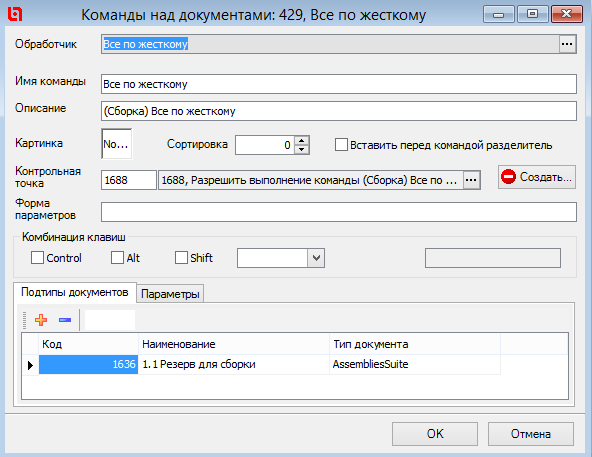 Команды над документами: 429, Все по жесткому
Обработчик Все по жесткому ...
Имя команды Все по жесткому
Описание (Сборка) Все по жесткому
Картинка No... Сортировка 0 Вставить перед командой разделитель
Контрольная точка 1688 1688, Разрешить выполнение команды (Сборка) Все по ... ... Создать...
Форма параметров
Комбинация клавиш
Control Alt Shift
Подтипы документов Параметры
Код Наименование Тип документа
1636 1.1 Резерв для сборки AssembliesSuite
OK Отмена